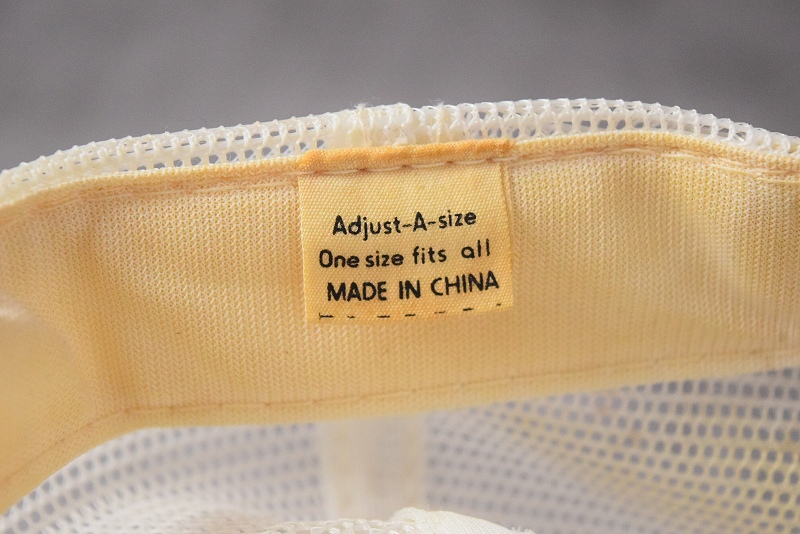 Adjust-A-size
One size fits all
MADE IN CHINA